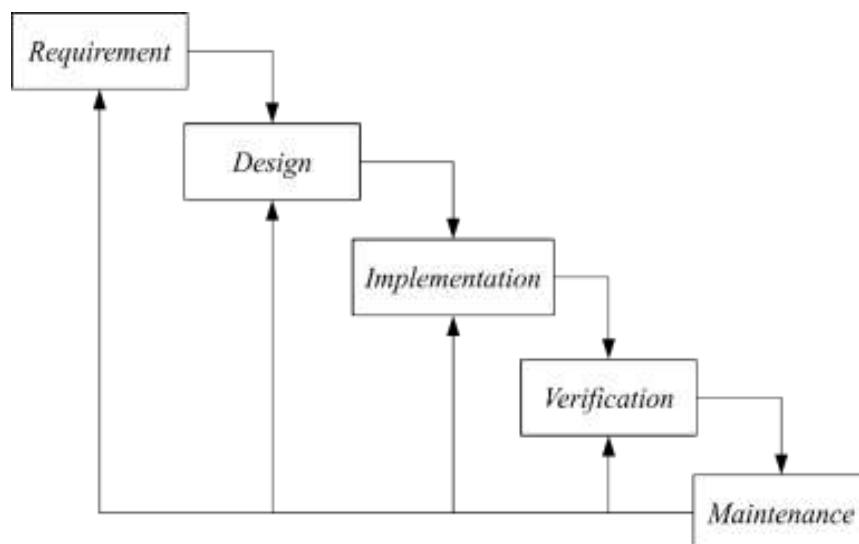 Requirement
Design
Implementation
Verification
Maintenance